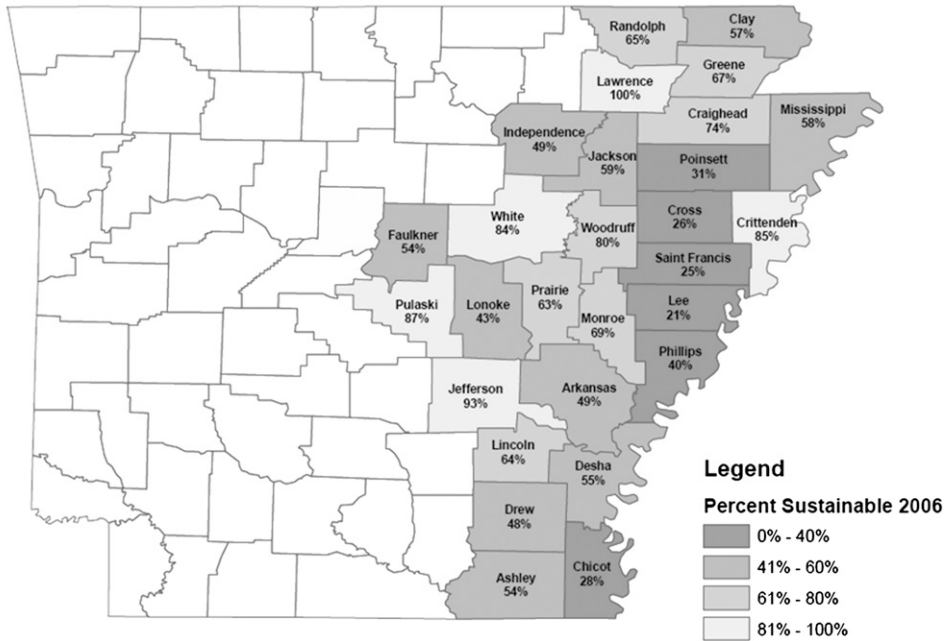 Randolph
65%
Clay
57%
Greene
67%
Lawrence
100%
Craighead
74%
Mississippi
58%
Independence
49%
Jackson
59%
Poinsett
31%
White
84%
Woodruff
80%
Cross
26%
Crittenden
85%
Faulkner
54%
Saint Francis
25%
Pulaski
87%
Lonoke
43%
Prairie
63%
Monroe
69%
Lee
21%
Phillips
40%
Jefferson
93%
Arkansas
49%
Lincoln
64%
Desha
55%
Drew
48%
Ashley
54%
Chicot
28%
Legend
Percent Sustainable 2006
0% - 40%
41% - 60%
61% - 80%
81% - 100%